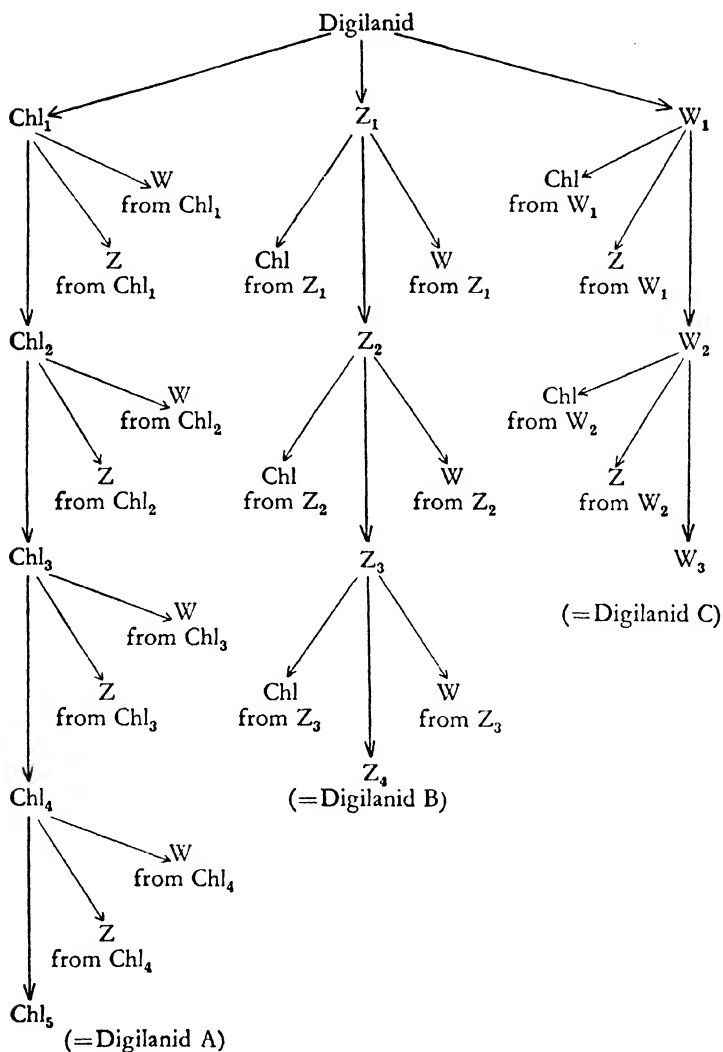 Digilanid
Chl₁ Z₁ W₁
W Chl
from Chl₁ from W₁
Z Chl W Z
from Chl₁ from Z₁ from Z₁ from W₁
Chl₂ Z₂ W₂
W Chl
from Chl₂ from W₂
Z Chl W Z
from Chl₂ from Z₂ from Z₂ from W₂
Chl₃ Z₃ W₃
W (=Digilanid C)
from Chl₃
Z Chl W
from Chl₃ from Z₃ from Z₃
Z₄
Chl₄ (=Digilanid B)
W
from Chl₄
Z
from Chl₄
Chl₅
(=Digilanid A)